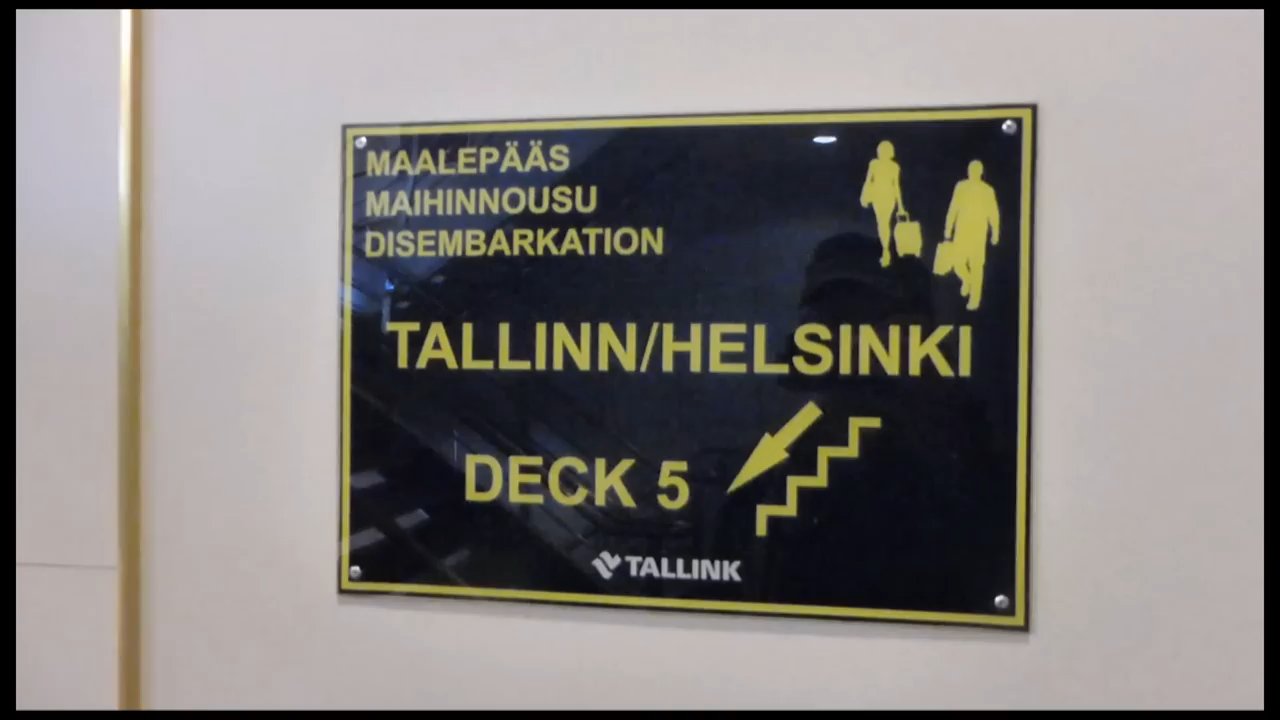 MAALEPÄÄS
MAIHINNOUSU
DISEMBARKATION
TALLINN/HELSINKI
DECK 5
TALLINK